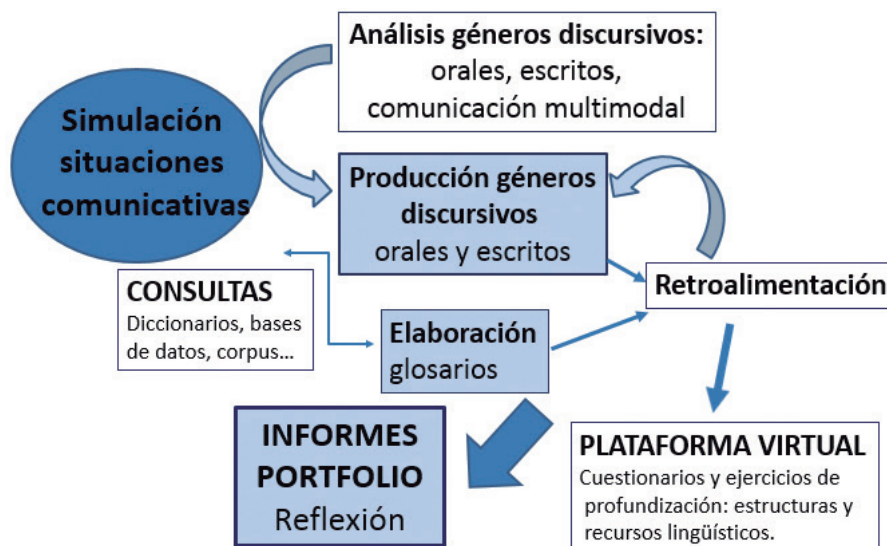 Análisis géneros discursivos:
orales, escritos,
comunicación multimodal
Simulación
situaciones
comunicativas
Producción géneros
discursivos
orales y escritos
CONSULTAS
Diccionarios, bases
de datos, corpus...
Retroalimentación
Elaboración
glosarios
INFORMES
PORTFOLIO
Reflexión
PLATAFORMA VIRTUAL
Cuestionarios y ejercicios de
profundización: estructuras y
recursos lingüísticos.